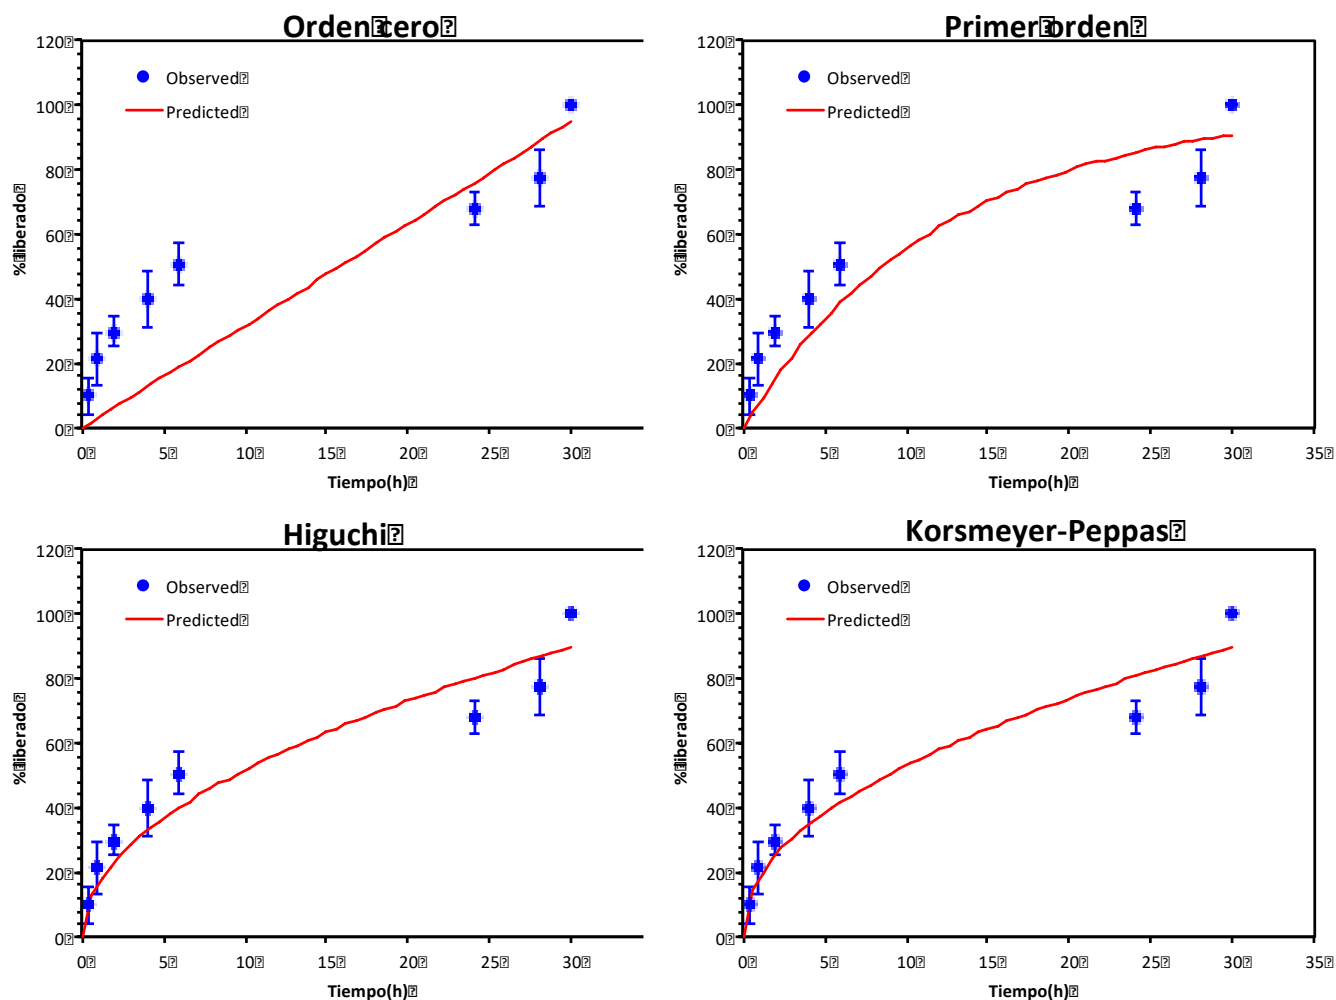 Orden cero
120
100
80
60
40
20
0
% liberado
Observed
Predicted
0 5 10 15 20 25 30
Tiempo(h)
Primer orden
120
100
80
60
40
20
0
% liberado
Observed
Predicted
0 5 10 15 20 25 30 35
Tiempo(h)
Higuchi
120
100
80
60
40
20
0
% liberado
Observed
Predicted
0 5 10 15 20 25 30
Tiempo(h)
Korsmeyer-Peppas
120
100
80
60
40
20
0
% liberado
Observed
Predicted
0 5 10 15 20 25 30 35
Tiempo(h)